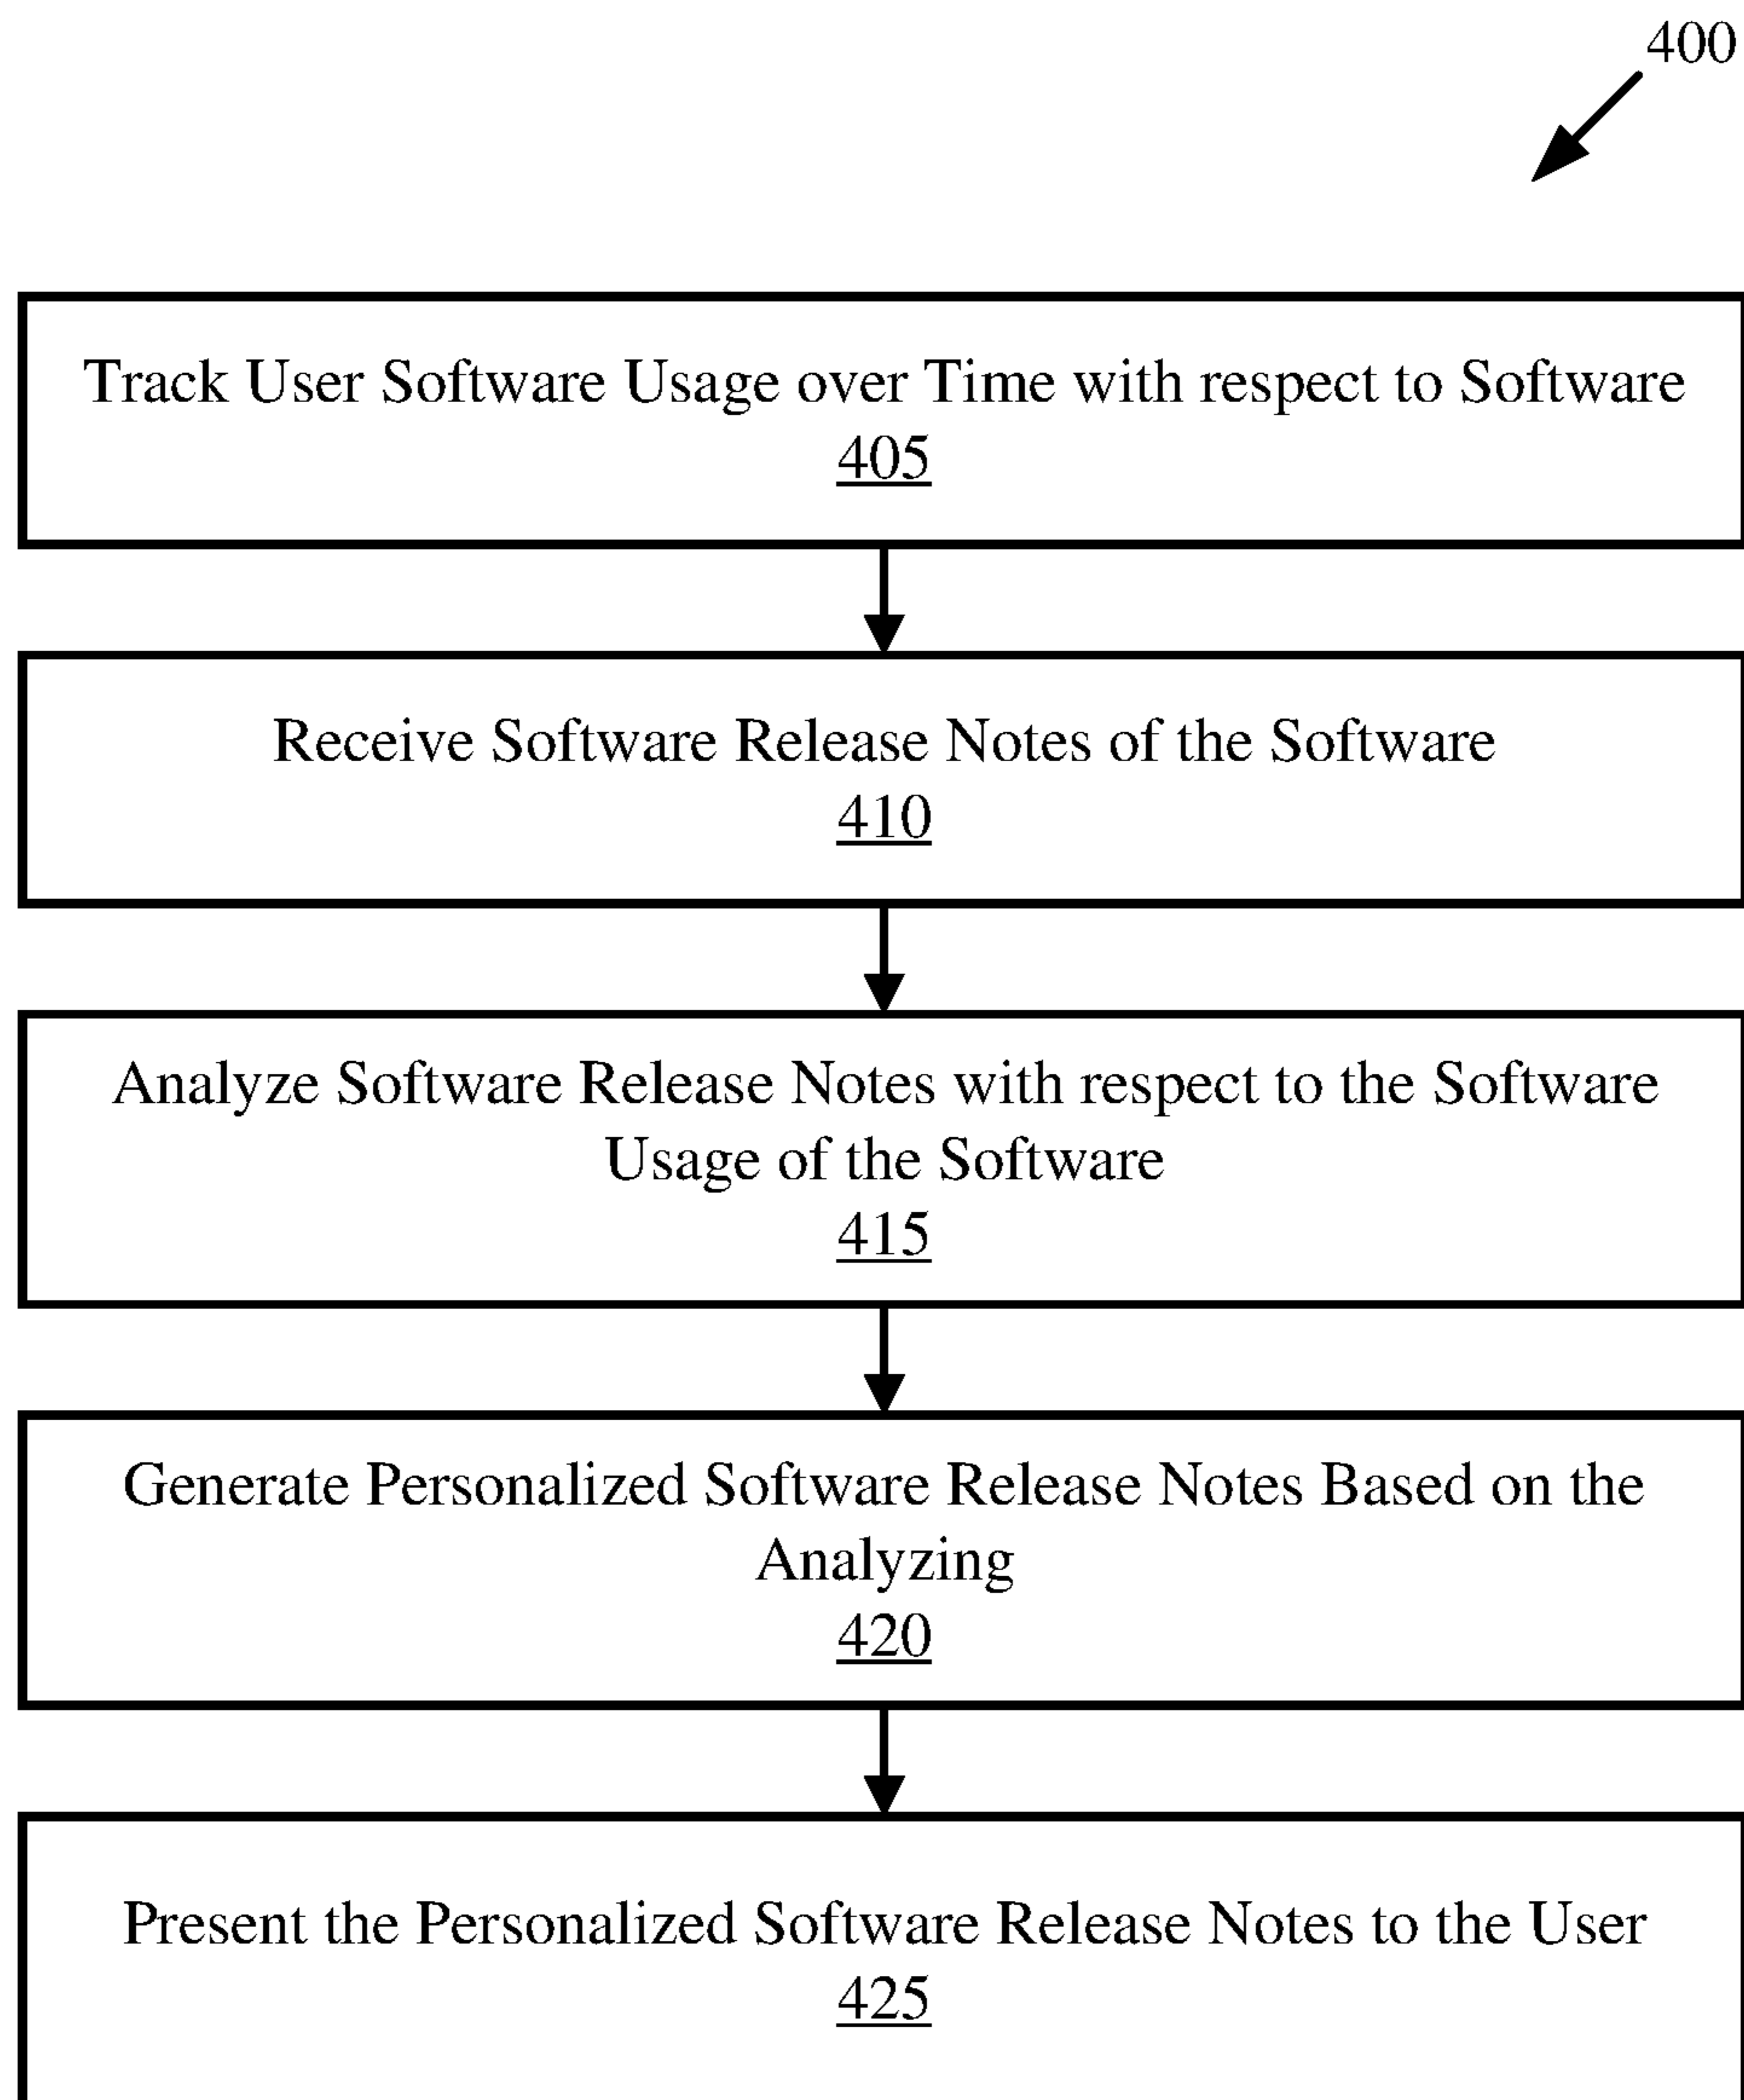 400
Track User Software Usage over Time with respect to Software
405
Receive Software Release Notes of the Software
410
Analyze Software Release Notes with respect to the Software
Usage of the Software
415
Generate Personalized Software Release Notes Based on the
Analyzing
420
Present the Personalized Software Release Notes to the User
425